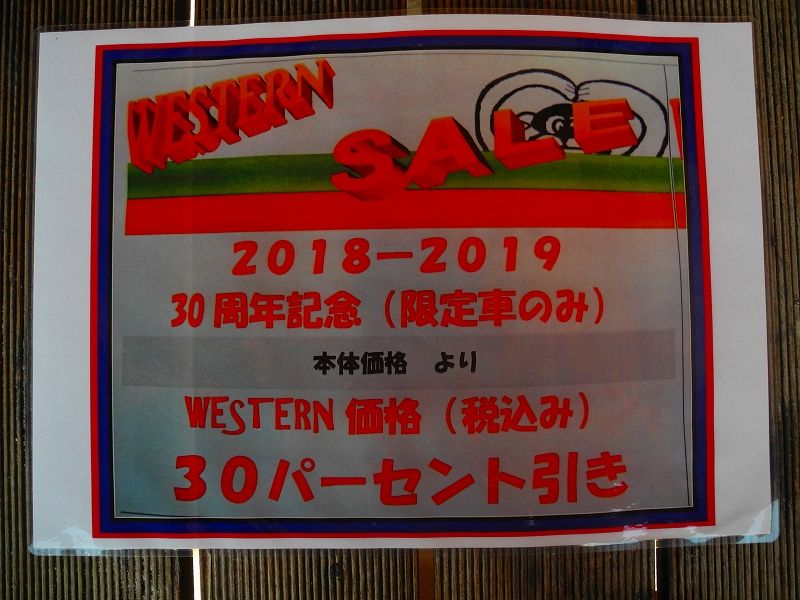 WESTERN
SALE
2018－2019
30周年記念（限定車のみ）
本体価格　より
WESTERN 価格（税込み）
３０パーセント引き